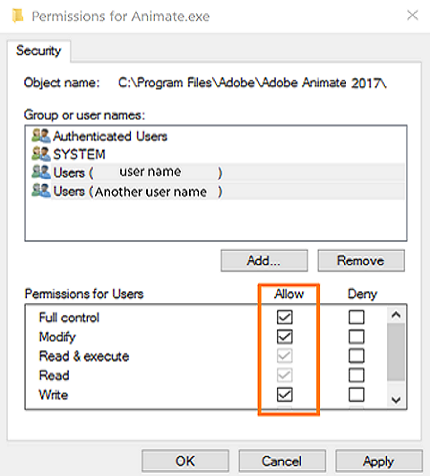 Permissions for Animate.exe
Security
Object name: C:\Program Files\Adobe\Adobe Animate 2017\
Group or user names:
Authenticated Users
SYSTEM
Users ( user name )
Users (Another user name )
Add... Remove
Permissions for Users Allow Deny
Full control
Modify
Read & execute
Read
Write
OK Cancel Apply